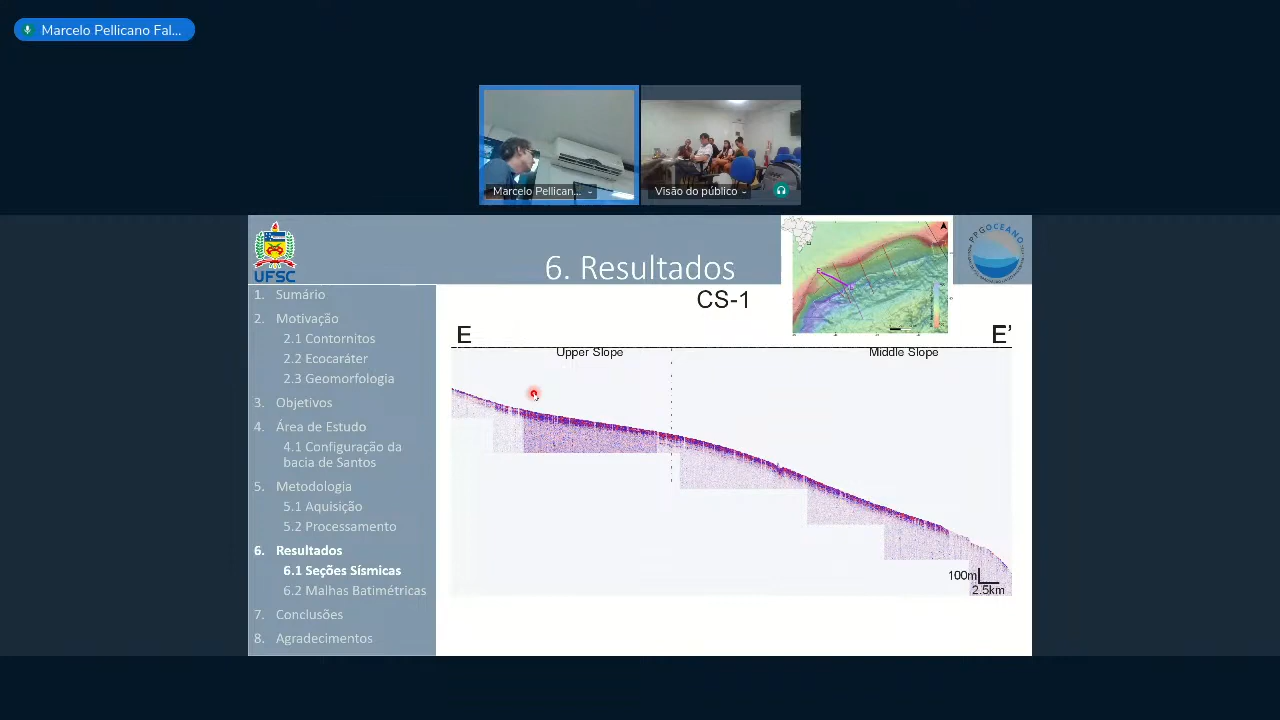 Marcelo Pellicano Fal...
Marcelo Pellican...
Visão do público
UFSC
6. Resultados
PPGOCEANO
1. Sumário
2. Motivação
2.1 Contornitos
2.2 Ecocaráter
2.3 Geomorfologia
3. Objetivos
4. Área de Estudo
4.1 Configuração da
bacia de Santos
5. Metodologia
5.1 Aquisição
5.2 Processamento
6. Resultados
6.1 Seções Sísmicas
6.2 Malhas Batimétricas
7. Conclusões
8. Agradecimentos
CS-1
E
E'
Upper Slope
Middle Slope
100m
2.5km